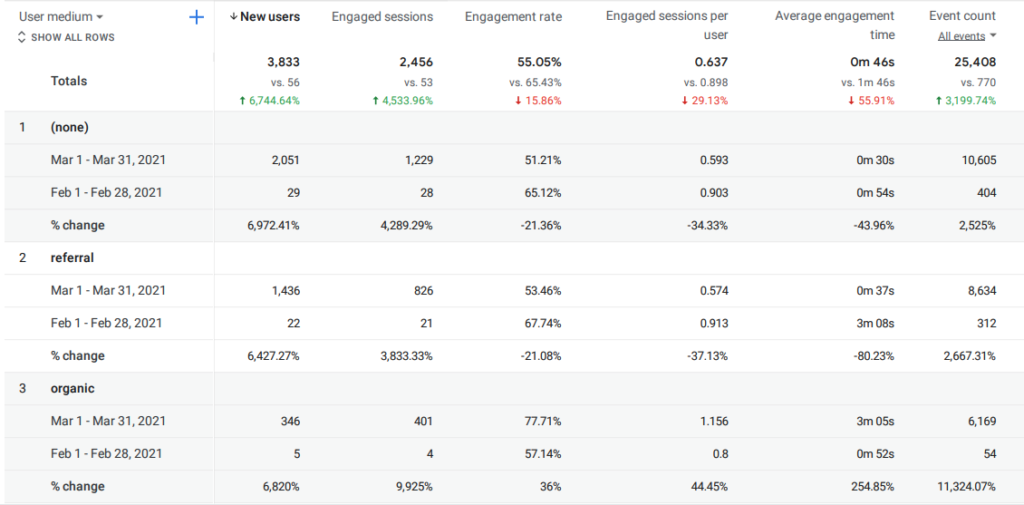 User medium + ↓ New users Engaged sessions Engagement rate Engaged sessions per user Average engagement time Event count
SHOW ALL ROWS All events
Totals 3,833 2,456 55.05% 0.637 0m 46s 25,408
vs. 56 vs. 53 vs. 65.43% vs. 0.898 vs. 1m 46s vs. 770
↑ 6,744.64% ↑ 4,533.96% ↓ 15.86% ↓ 29.13% ↓ 55.91% ↑ 3,199.74%
1 (none)
Mar 1 - Mar 31, 2021 2,051 1,229 51.21% 0.593 0m 30s 10,605
Feb 1 - Feb 28, 2021 29 28 65.12% 0.903 0m 54s 404
% change 6,972.41% 4,289.29% -21.36% -34.33% -43.96% 2,525%
2 referral
Mar 1 - Mar 31, 2021 1,436 826 53.46% 0.574 0m 37s 8,634
Feb 1 - Feb 28, 2021 22 21 67.74% 0.913 3m 08s 312
% change 6,427.27% 3,833.33% -21.08% -37.13% -80.23% 2,667.31%
3 organic
Mar 1 - Mar 31, 2021 346 401 77.71% 1.156 3m 05s 6,169
Feb 1 - Feb 28, 2021 5 4 57.14% 0.8 0m 52s 54
% change 6,820% 9,925% 36% 44.45% 254.85% 11,324.07%